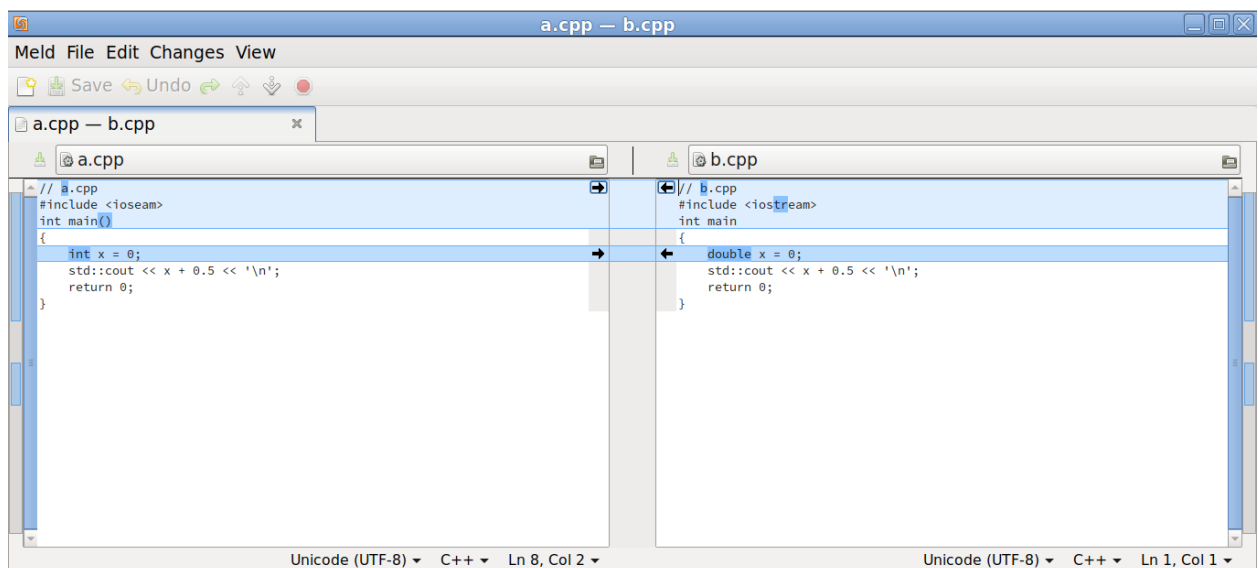 a.cpp — b.cpp
Meld File Edit Changes View
Save Undo
a.cpp — b.cpp
a.cpp
b.cpp
// a.cpp
#include <ioseam>
int main()
{
    int x = 0;
    std::cout << x + 0.5 << '\n';
    return 0;
}
// b.cpp
#include <iostream>
int main
{
    double x = 0;
    std::cout << x + 0.5 << '\n';
    return 0;
}
Unicode (UTF-8) C++ Ln 8, Col 2
Unicode (UTF-8) C++ Ln 1, Col 1